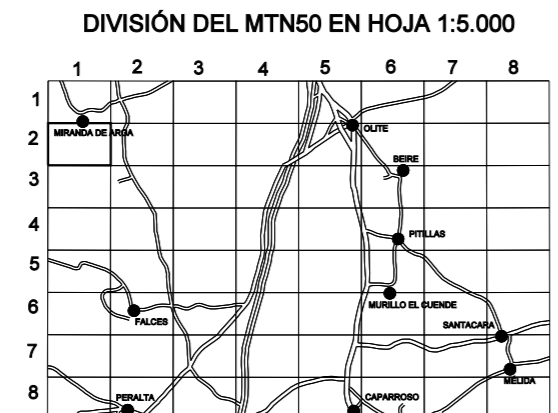 DIVISIÓN DEL MTN50 EN HOJA 1:5.000
1 2 3 4 5 6 7 8
1
2
3
4
5
6
7
8
MIRANDA DE ARGA
OLITE
BEIRE
PITILLAS
MURILLO EL CUENDE
FALCES
SANTACARA
MELIDA
PERALTA
CAPARROSO